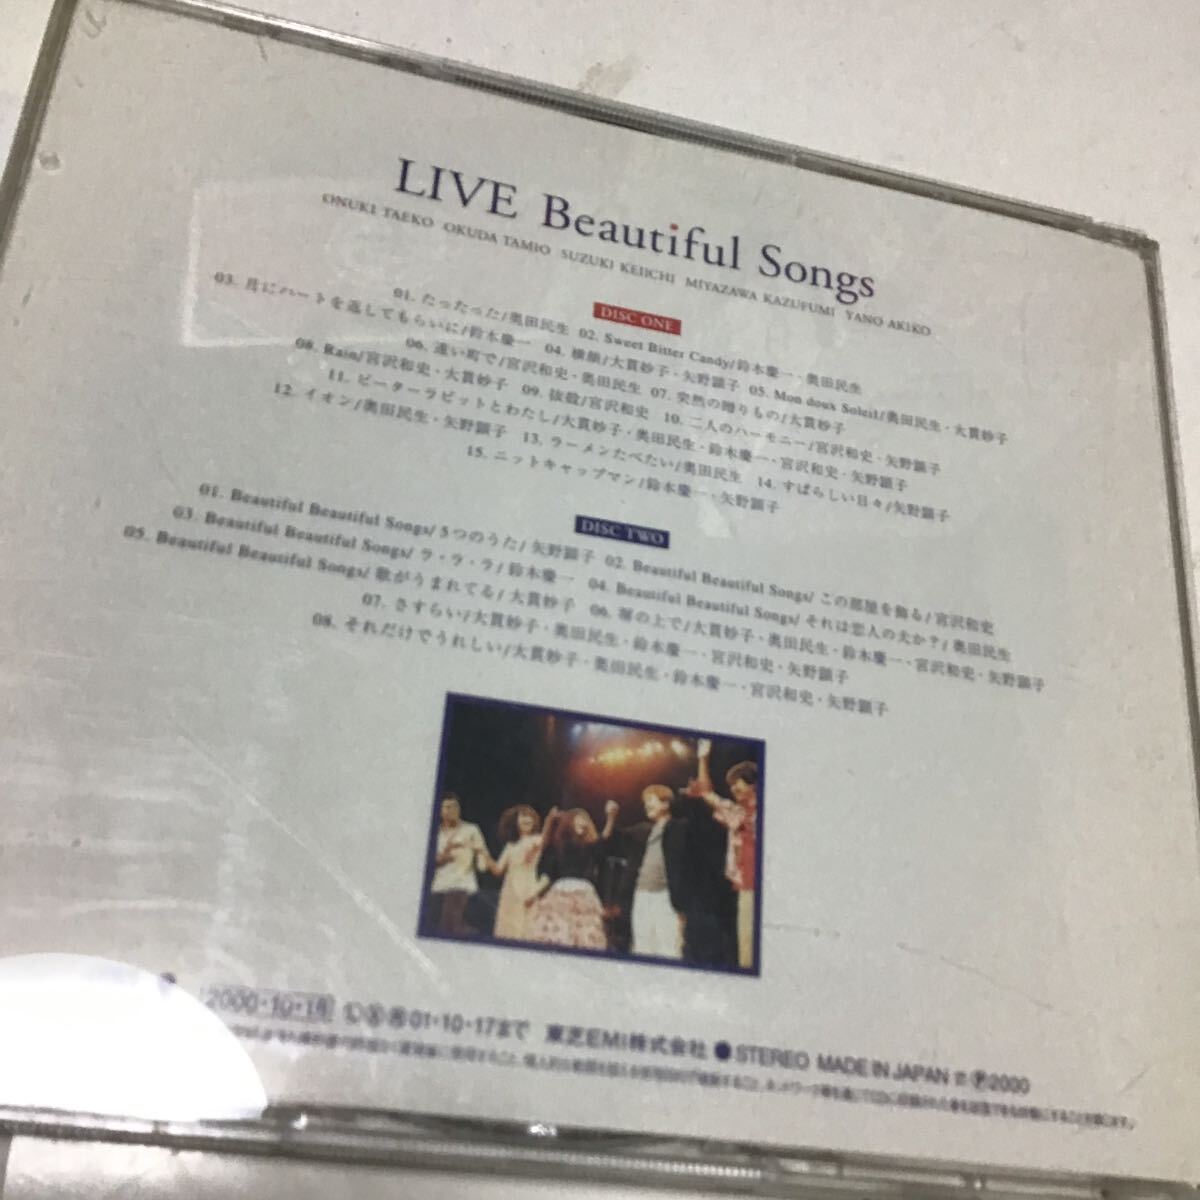 LIVE Beautiful Songs
ONUKI TAEKO OKUDA TAMIO SUZUKI KEIICHI MIYAZAWA KAZUFUMI YANO AKIKO
DISC ONE
01. たったった/奥田民生 02. Sweet Bitter Candy/鈴木慶一・奥田民生
03. 月にハートを返してもらいに/鈴木慶一 04. 横顔/大貫妙子・矢野顕子 05. Mon doux Soleil/奥田民生・大貫妙子
06. 遠い町で/宮沢和史・奥田民生 07. 突然の贈りもの/大貫妙子
08. Rain/宮沢和史・大貫妙子 09. 抜殻/宮沢和史 10. 二人のハーモニー/宮沢和史・矢野顕子
11. ピーターラビットとわたし/大貫妙子・奥田民生・鈴木慶一・宮沢和史・矢野顕子
12. イオン/奥田民生・矢野顕子 13. ラーメンたべたい/奥田民生 14. すばらしい日々/矢野顕子
15. ニットキャップマン/鈴木慶一・矢野顕子
DISC TWO
01. Beautiful Beautiful Songs/ 5つのうた/ 矢野顕子 02. Beautiful Beautiful Songs/ この部屋を飾る/ 宮沢和史
03. Beautiful Beautiful Songs/ ラ・ラ・ラ/ 鈴木慶一 04. Beautiful Beautiful Songs/ それは恋人の犬か?/ 奥田民生
05. Beautiful Beautiful Songs/ 歌がうまれてる/ 大貫妙子 06. 塀の上で/大貫妙子・奥田民生・鈴木慶一・宮沢和史・矢野顕子
07. さすらい/大貫妙子・奥田民生・鈴木慶一・宮沢和史・矢野顕子
08. それだけでうれしい/大貫妙子・奥田民生・鈴木慶一・宮沢和史・矢野顕子
2000・10・18 01・10・17まで 東芝EMI株式会社 ●STEREO MADE IN JAPAN ℗2000